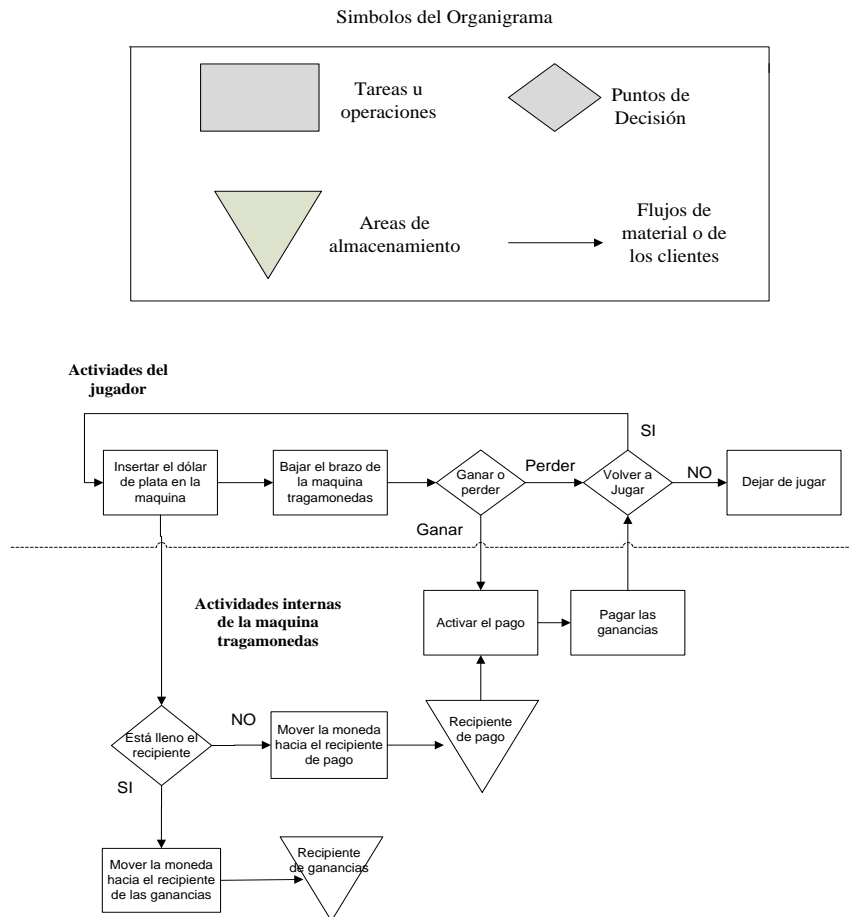 Simbolos del Organigrama
Tareas u
operaciones
Puntos de
Decisión
Areas de
almacenamiento
Flujos de
material o de
los clientes
Activiades del
jugador
SI
Insertar el dólar
de plata en la
maquina
Bajar el brazo de
la maquina
tragamonedas
Ganar o
perder
Perder
Volver a
Jugar
NO
Dejar de jugar
Ganar
Actividades internas
de la maquina
tragamonedas
Activar el pago
Pagar las
ganancias
Está lleno el
recipiente
NO
Mover la moneda
hacia el recipiente
de pago
Recipiente
de pago
SI
Mover la moneda
hacia el recipiente
de las ganancias
Recipiente
de ganancias